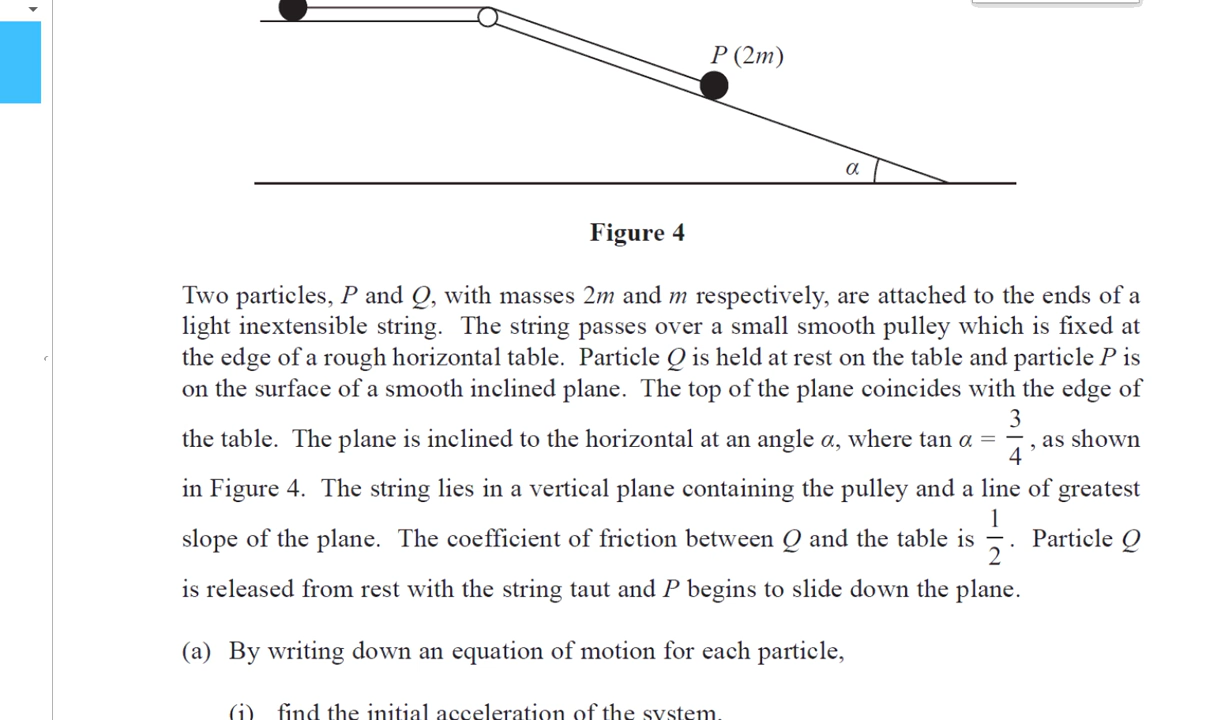 P (2m)
α
Figure 4
Two particles, P and Q, with masses 2m and m respectively, are attached to the ends of a
light inextensible string. The string passes over a small smooth pulley which is fixed at
the edge of a rough horizontal table. Particle Q is held at rest on the table and particle P is
on the surface of a smooth inclined plane. The top of the plane coincides with the edge of
the table. The plane is inclined to the horizontal at an angle α, where tan α = 3/4, as shown
in Figure 4. The string lies in a vertical plane containing the pulley and a line of greatest
slope of the plane. The coefficient of friction between Q and the table is 1/2. Particle Q
is released from rest with the string taut and P begins to slide down the plane.
(a) By writing down an equation of motion for each particle,
(i) find the initial acceleration of the system,